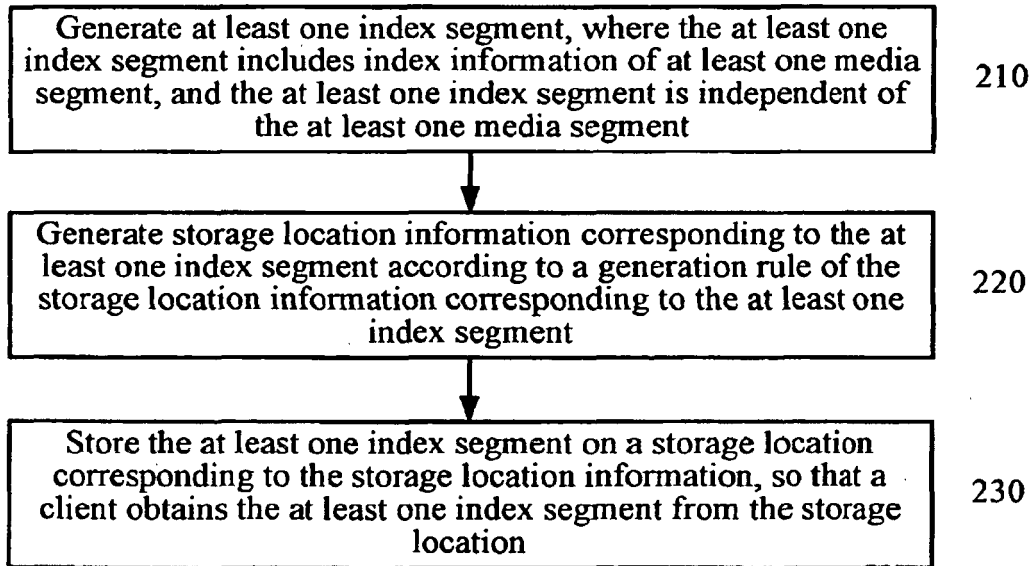 Generate at least one index segment, where the at least one
index segment includes index information of at least one media
segment, and the at least one index segment is independent of
the at least one media segment
210
Generate storage location information corresponding to the at
least one index segment according to a generation rule of the
storage location information corresponding to the at least one
index segment
220
Store the at least one index segment on a storage location
corresponding to the storage location information, so that a
client obtains the at least one index segment from the storage
location
230